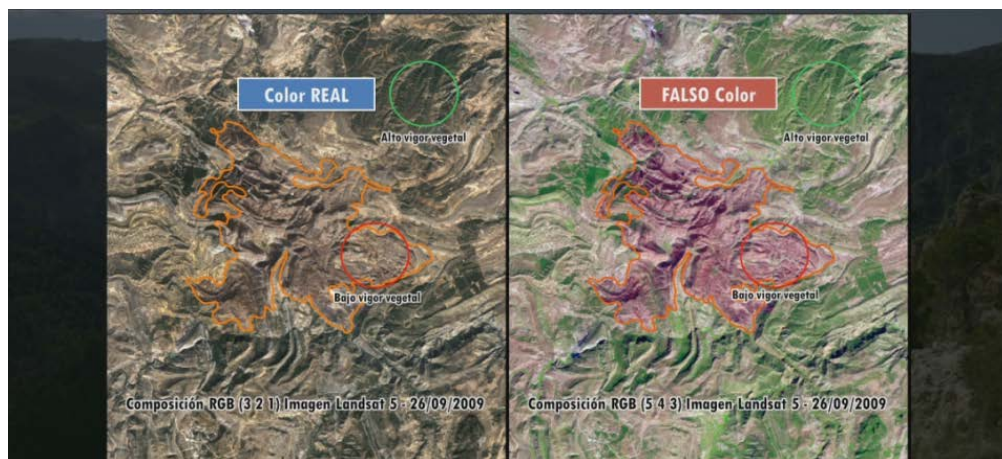 Color REAL
Alto vigor vegetal
Bajo vigor vegetal
Composición RGB (3 2 1) Imagen Landsat 5 - 26/09/2009
FALSO Color
Alto vigor vegetal
Bajo vigor vegetal
Composición RGB (5 4 3) Imagen Landsat 5 - 26/09/2009